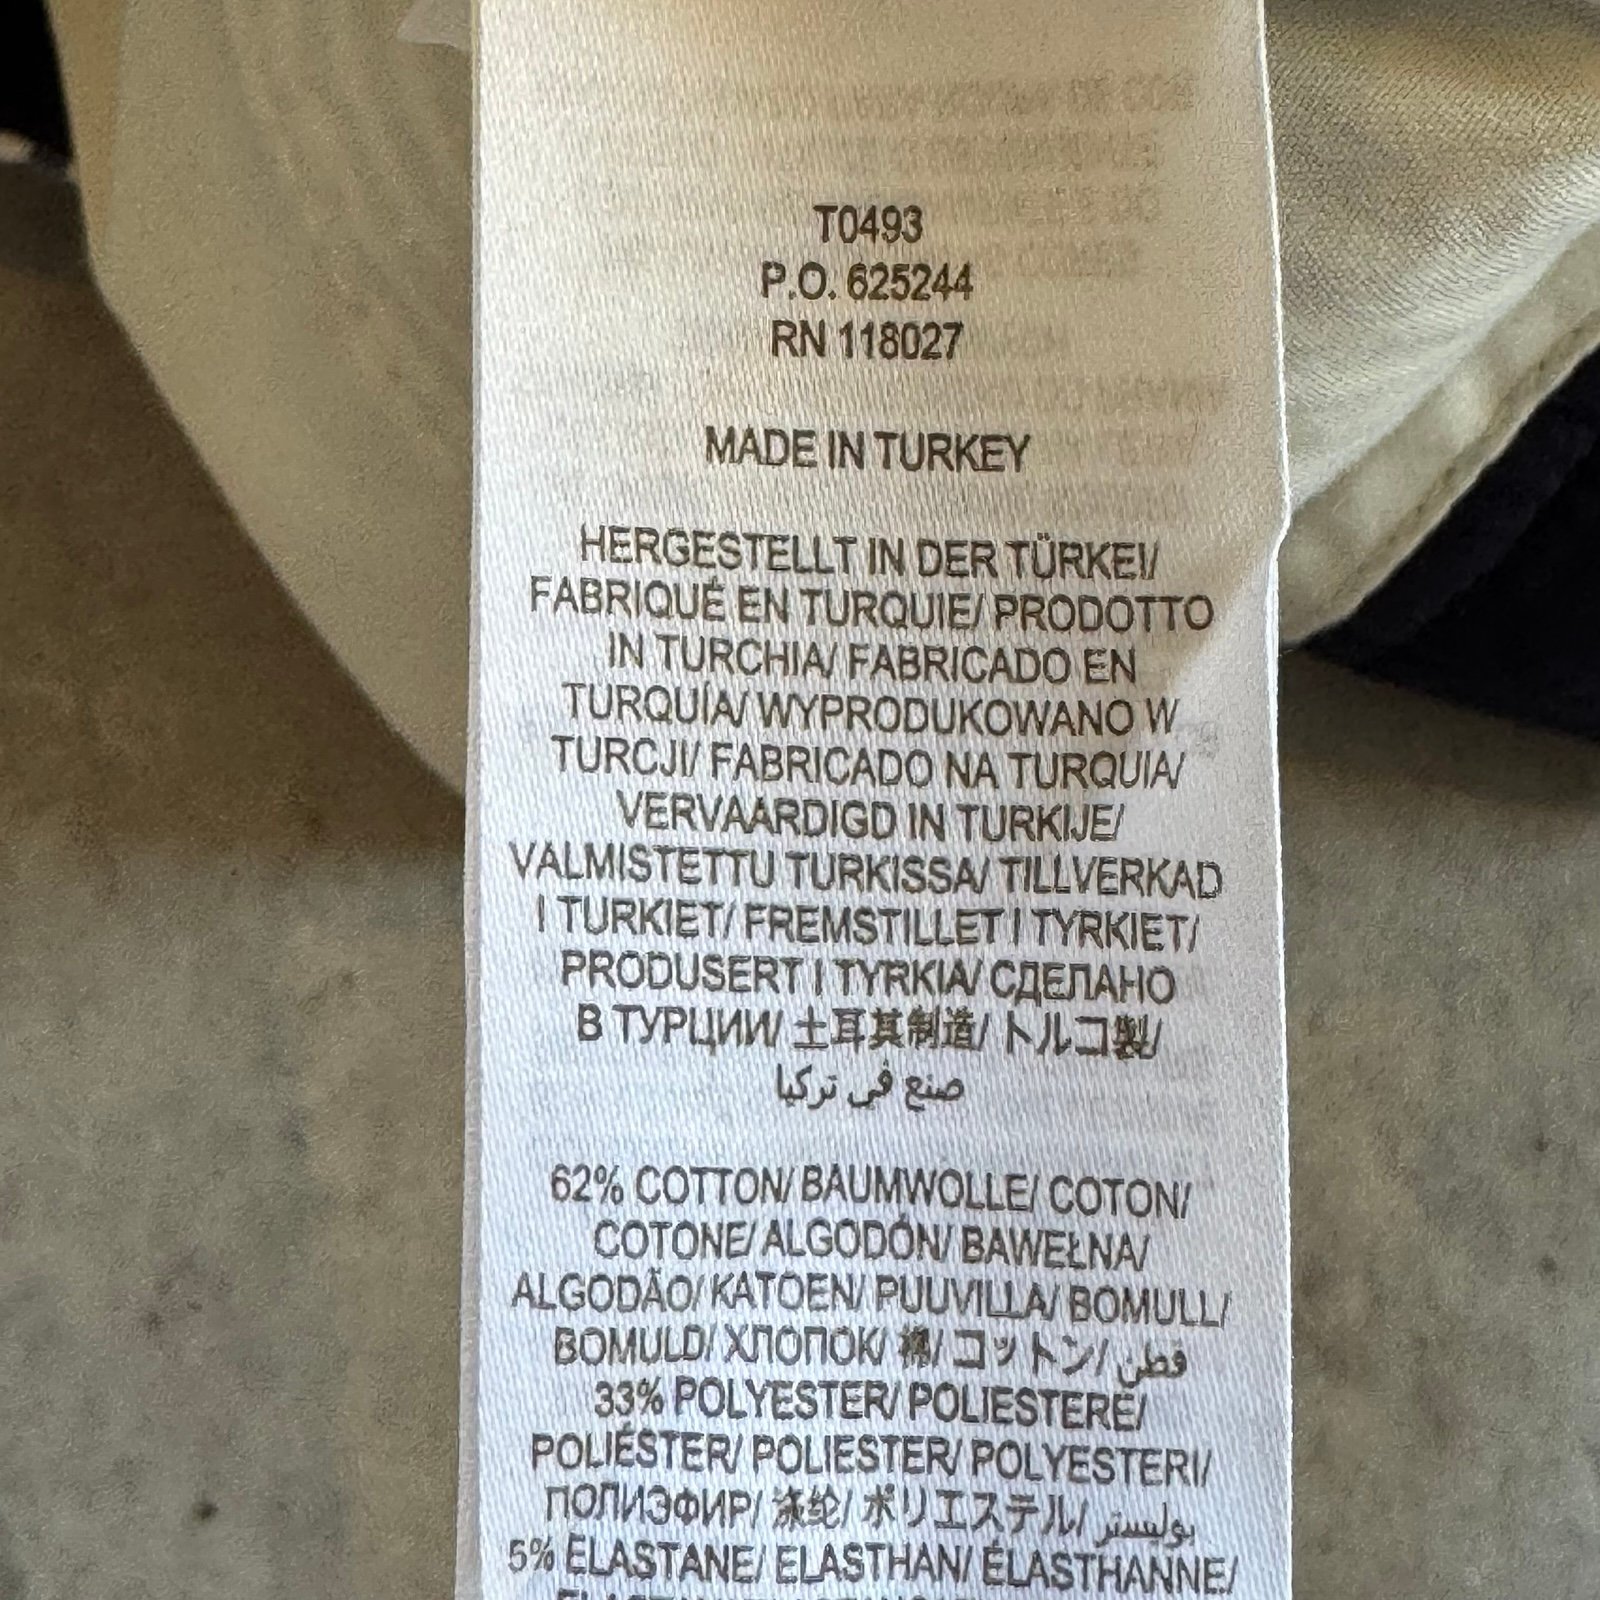 T0493
P.O. 625244
RN 118027
MADE IN TURKEY
HERGESTELLT IN DER TÜRKEI/
FABRIQUÉ EN TURQUIE/ PRODOTTO
IN TURCHIA/ FABRICADO EN
TURQUÍA/ WYPRODUKOWANO W
TURCJI/ FABRICADO NA TURQUIA/
VERVAARDIGD IN TURKIJE/
VALMISTETTU TURKISSA/ TILLVERKAD
I TURKIET/ FREMSTILLET I TYRKIET/
PRODUSERT I TYRKIA/ СДЕЛАНО
В ТУРЦИИ/ 土耳其制造/ トルコ製/
صنع في تركيا
62% COTTON/ BAUMWOLLE/ COTON/
COTONE/ ALGODÓN/ BAWEŁNA/
ALGODÃO/ KATOEN/ PUUVILLA/ BOMULL/
BOMULD/ ХЛОПОК/ 棉/ コットン/ قطن
33% POLYESTER/ POLIESTERE/
POLIÉSTER/ POLIESTER/ POLYESTERI/
ПОЛИЭФИР/ 涤纶/ ポリエステル/ بوليستر
5% ELASTANE/ ELASTHAN/ ÉLASTHANNE/